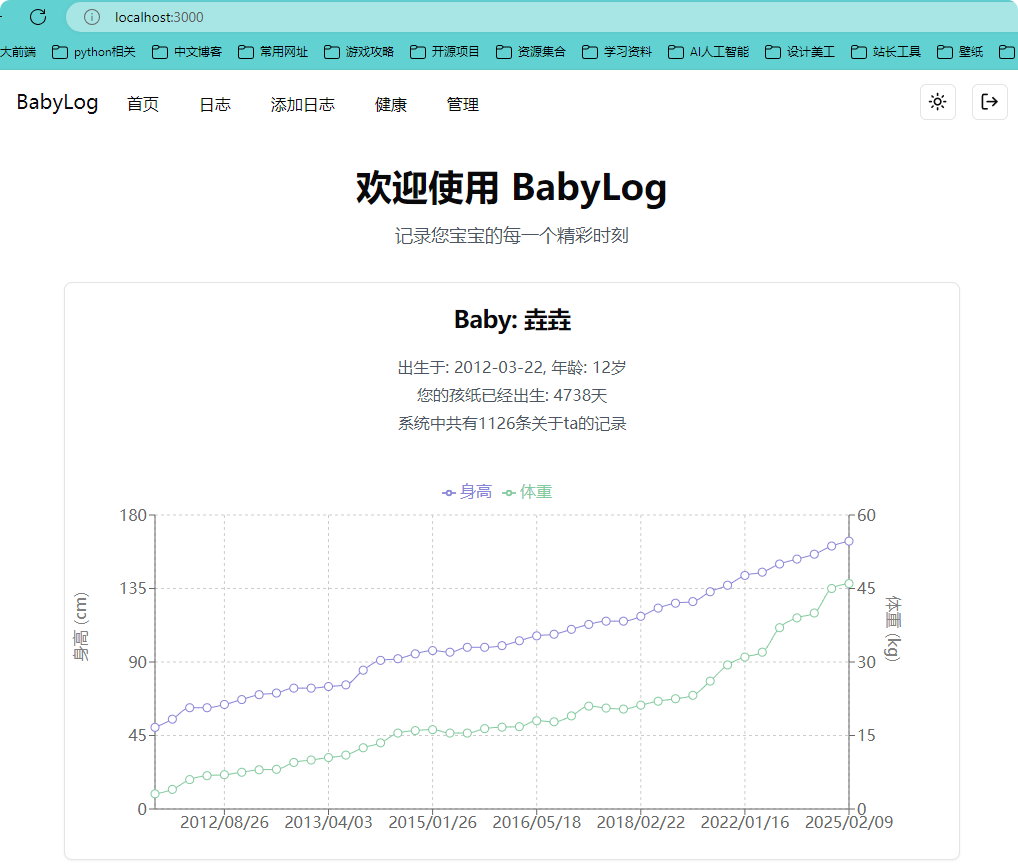 localhost:3000
大前端 python相关 中文博客 常用网址 游戏攻略 开源项目 资源集合 学习资料 AI人工智能 设计美工 站长工具 壁纸
BabyLog 首页 日志 添加日志 健康 管理
欢迎使用 BabyLog
记录您宝宝的每一个精彩时刻
Baby: 垚垚
出生于: 2012-03-22, 年龄: 12岁
您的孩纸已经出生: 4738天
系统中共有1126条关于ta的记录
身高 体重
180 60
135 45
身高 (cm) 体重 (kg)
90 30
45 15
0 0
2012/08/26 2013/04/03 2015/01/26 2016/05/18 2018/02/22 2022/01/16 2025/02/09